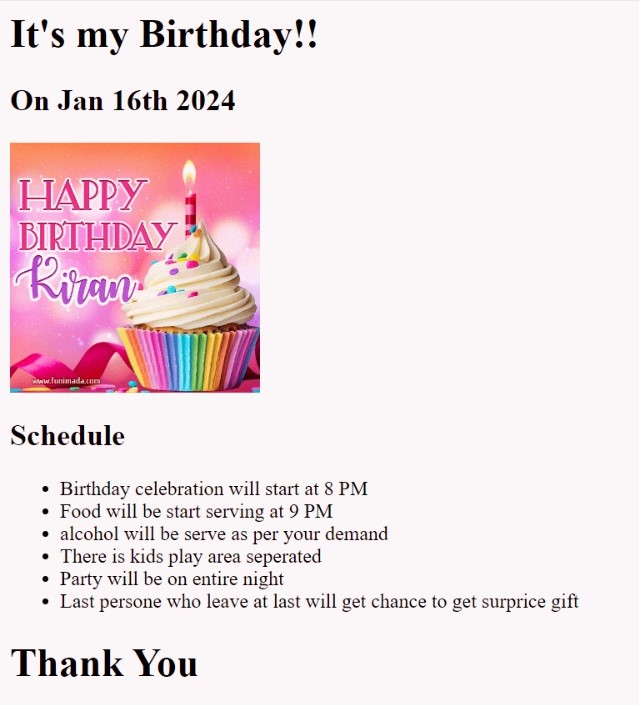 It's my Birthday!!
On Jan 16th 2024
HAPPY
BIRTHDAY
Kiran
www.funimada.com
Schedule
• Birthday celebration will start at 8 PM
• Food will be start serving at 9 PM
• alcohol will be serve as per your demand
• There is kids play area seperated
• Party will be on entire night
• Last persone who leave at last will get chance to get surprice gift
Thank You